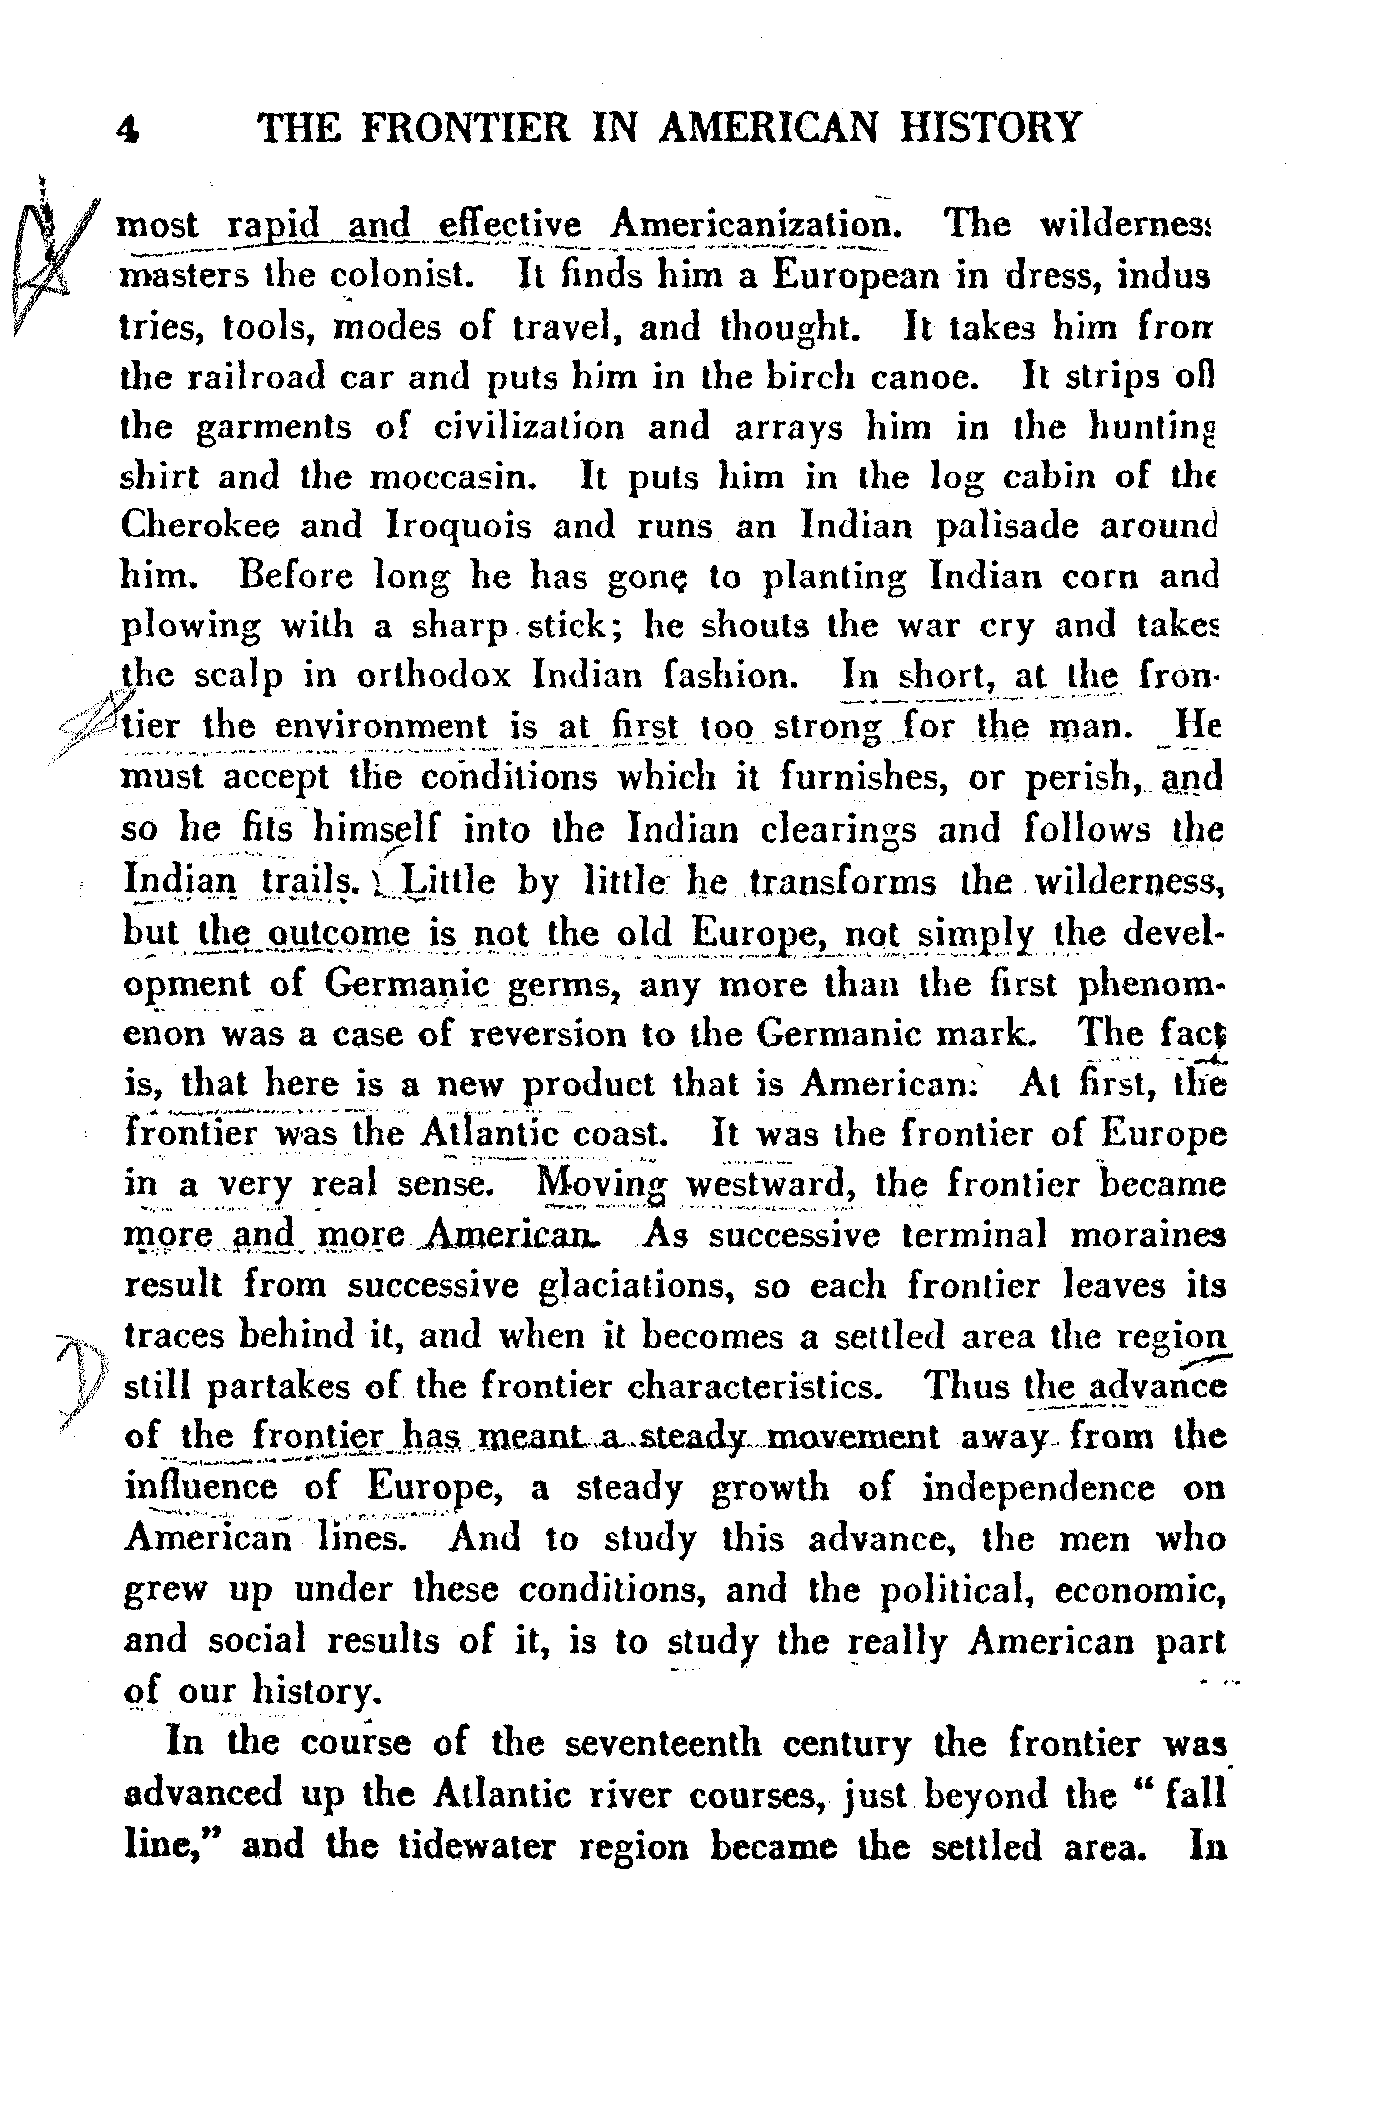 4 THE FRONTIER IN AMERICAN HISTORY
most rapid and effective Americanization. The wilderness
masters the colonist. It finds him a European in dress, indus
tries, tools, modes of travel, and thought. It takes him from
the railroad car and puts him in the birch canoe. It strips off
the garments of civilization and arrays him in the hunting
shirt and the moccasin. It puts him in the log cabin of the
Cherokee and Iroquois and runs an Indian palisade around
him. Before long he has gone to planting Indian corn and
plowing with a sharp stick; he shouts the war cry and takes
the scalp in orthodox Indian fashion. In short, at the fron-
tier the environment is at first too strong for the man. He
must accept the conditions which it furnishes, or perish, and
so he fits himself into the Indian clearings and follows the
Indian trails. Little by little he transforms the wilderness,
but the outcome is not the old Europe, not simply the devel-
opment of Germanic germs, any more than the first phenom-
enon was a case of reversion to the Germanic mark. The fact
is, that here is a new product that is American. At first, the
frontier was the Atlantic coast. It was the frontier of Europe
in a very real sense. Moving westward, the frontier became
more and more American. As successive terminal moraines
result from successive glaciations, so each frontier leaves its
traces behind it, and when it becomes a settled area the region
still partakes of the frontier characteristics. Thus the advance
of the frontier has meant a steady movement away from the
influence of Europe, a steady growth of independence on
American lines. And to study this advance, the men who
grew up under these conditions, and the political, economic,
and social results of it, is to study the really American part
of our history.
In the course of the seventeenth century the frontier was
advanced up the Atlantic river courses, just beyond the "fall
line," and the tidewater region became the settled area. In